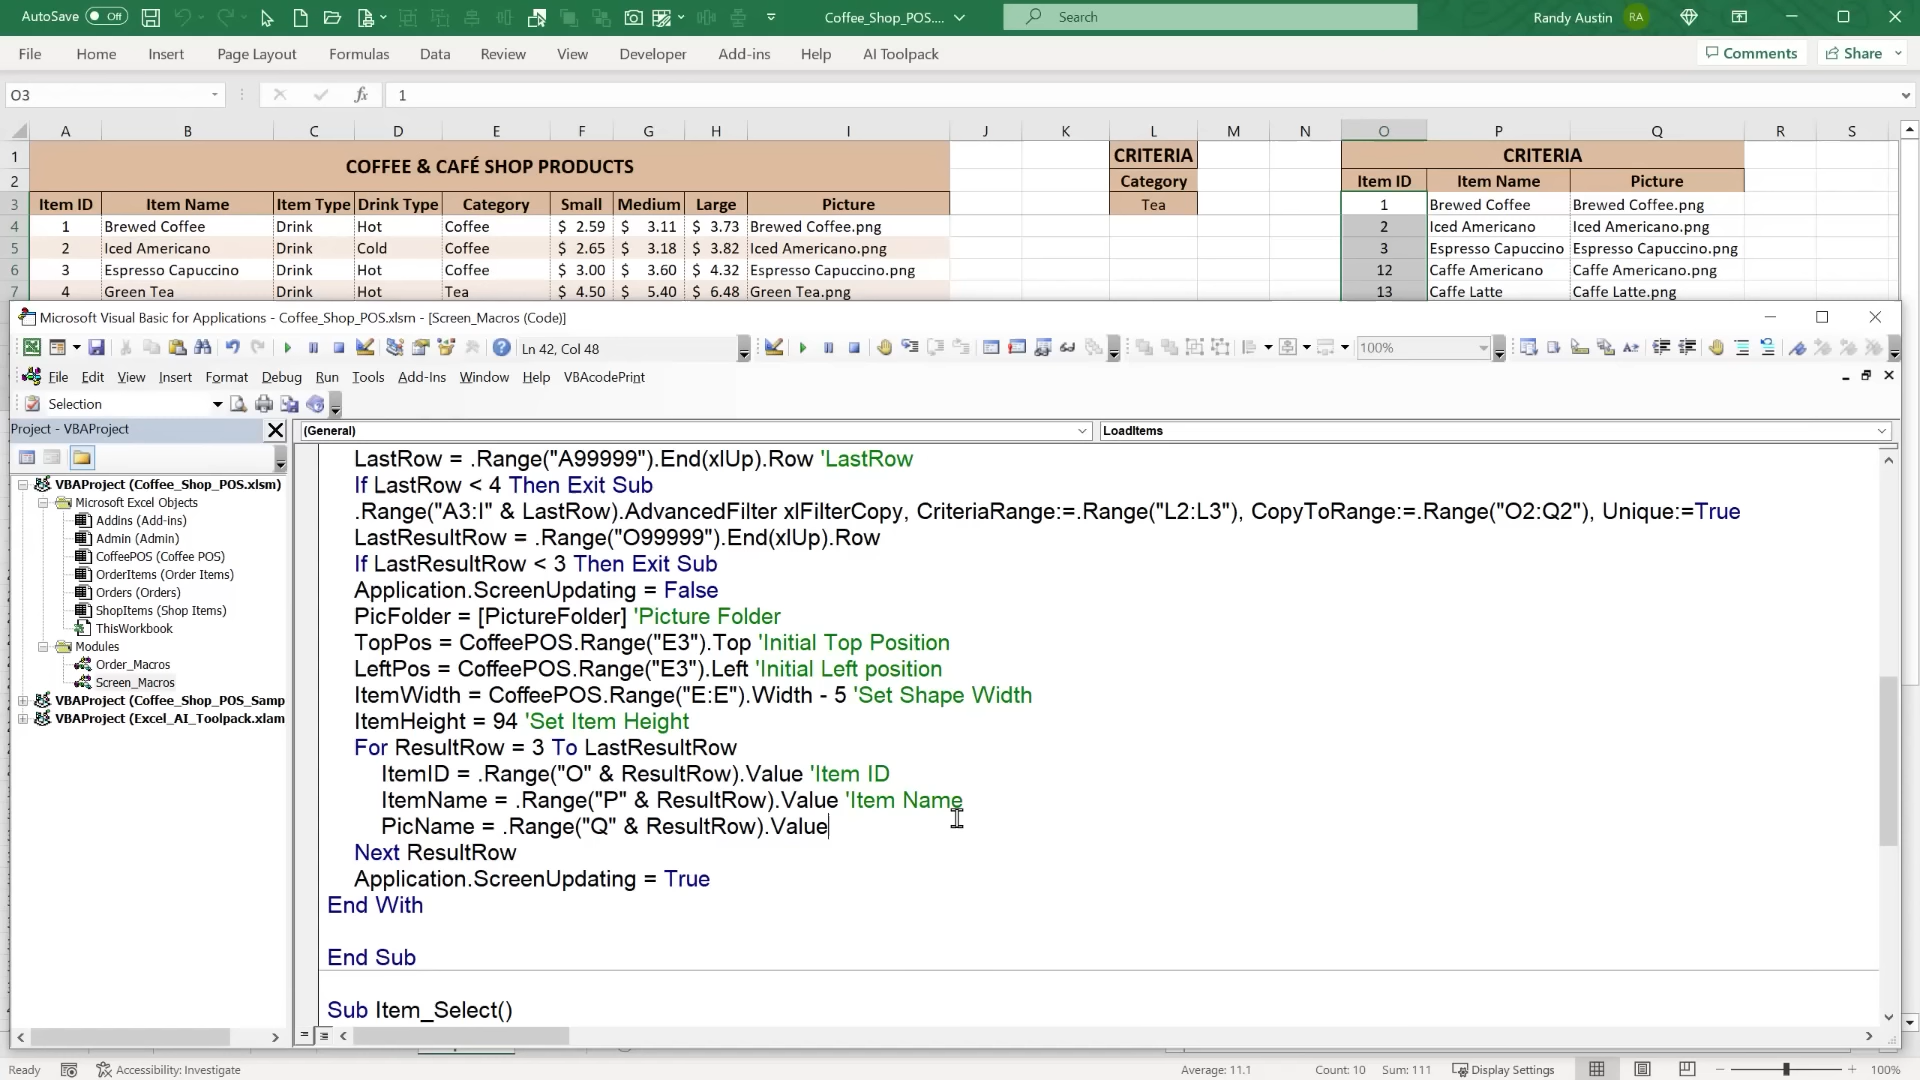 AutoSave Off Coffee_Shop_POS.... Search Randy Austin RA
File Home Insert Page Layout Formulas Data Review View Developer Add-ins Help AI Toolpack Comments Share
O3 fx 1
A B C D E F G H I J K L M N O P Q R S
1 COFFEE & CAFÉ SHOP PRODUCTS CRITERIA CRITERIA
2 Category Item ID Item Name Picture
3 Item ID Item Name Item Type Drink Type Category Small Medium Large Picture Tea 1 Brewed Coffee Brewed Coffee.png
4 1 Brewed Coffee Drink Hot Coffee $ 2.59 $ 3.11 $ 3.73 Brewed Coffee.png 2 Iced Americano Iced Americano.png
5 2 Iced Americano Drink Cold Coffee $ 2.65 $ 3.18 $ 3.82 Iced Americano.png 3 Espresso Capuccino Espresso Capuccino.png
6 3 Espresso Capuccino Drink Hot Coffee $ 3.00 $ 3.60 $ 4.32 Espresso Capuccino.png 12 Caffe Americano Caffe Americano.png
7 4 Green Tea Drink Hot Tea $ 4.50 $ 5.40 $ 6.48 Green Tea.png 13 Caffe Latte Caffe Latte.png
Microsoft Visual Basic for Applications - Coffee_Shop_POS.xlsm - [Screen_Macros (Code)]
Ln 42, Col 48 100%
File Edit View Insert Format Debug Run Tools Add-Ins Window Help VBAcodePrint
Selection
Project - VBAProject
VBAProject (Coffee_Shop_POS.xlsm)
Microsoft Excel Objects
Addins (Add-ins)
Admin (Admin)
CoffeePOS (Coffee POS)
OrderItems (Order Items)
Orders (Orders)
ShopItems (Shop Items)
ThisWorkbook
Modules
Order_Macros
Screen_Macros
VBAProject (Coffee_Shop_POS_Samp
VBAProject (Excel_AI_Toolpack.xlam
(General) LoadItems
LastRow = .Range("A99999").End(xlUp).Row 'LastRow
If LastRow < 4 Then Exit Sub
.Range("A3:I" & LastRow).AdvancedFilter xlFilterCopy, CriteriaRange:=.Range("L2:L3"), CopyToRange:=.Range("O2:Q2"), Unique:=True
LastResultRow = .Range("O99999").End(xlUp).Row
If LastResultRow < 3 Then Exit Sub
Application.ScreenUpdating = False
PicFolder = [PictureFolder] 'Picture Folder
TopPos = CoffeePOS.Range("E3").Top 'Initial Top Position
LeftPos = CoffeePOS.Range("E3").Left 'Initial Left position
ItemWidth = CoffeePOS.Range("E:E").Width - 5 'Set Shape Width
ItemHeight = 94 'Set Item Height
For ResultRow = 3 To LastResultRow
ItemID = .Range("O" & ResultRow).Value 'Item ID
ItemName = .Range("P" & ResultRow).Value 'Item Name
PicName = .Range("Q" & ResultRow).Value
Next ResultRow
Application.ScreenUpdating = True
End With
End Sub
Sub Item_Select()
Ready Accessibility: Investigate Average: 11.1 Count: 10 Sum: 111 Display Settings 100%